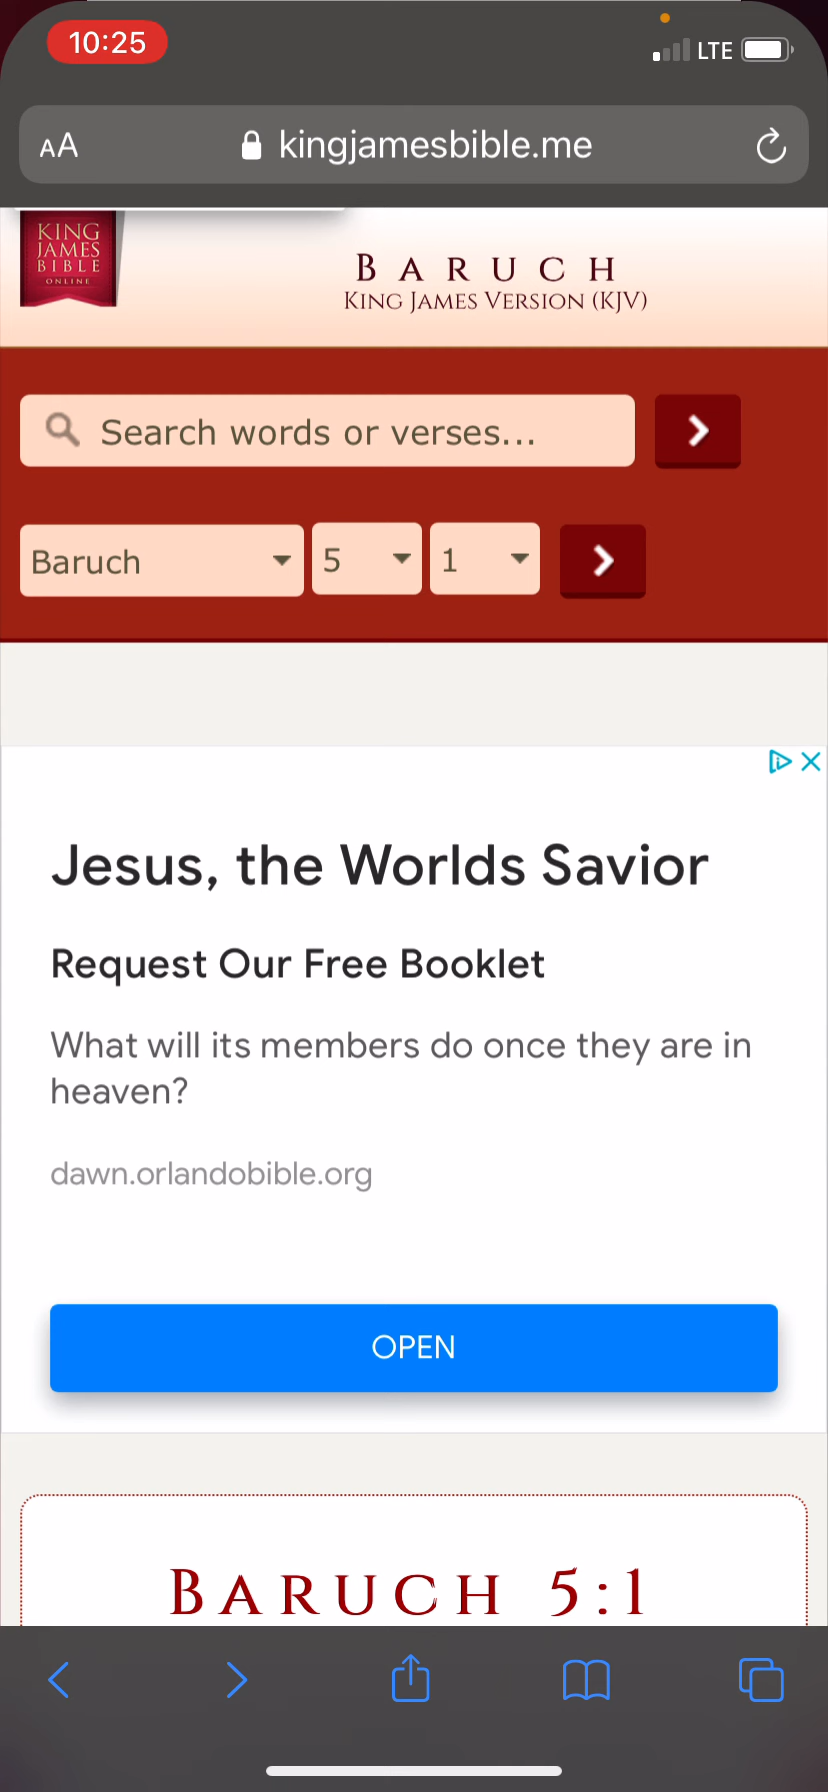 10:25
LTE
AA
kingjamesbible.me
KING
JAMES
BIBLE
ONLINE
BARUCH
KING JAMES VERSION (KJV)
Search words or verses...
Baruch 5 1
Jesus, the Worlds Savior
Request Our Free Booklet
What will its members do once they are in
heaven?
dawn.orlandobible.org
OPEN
BARUCH 5:1